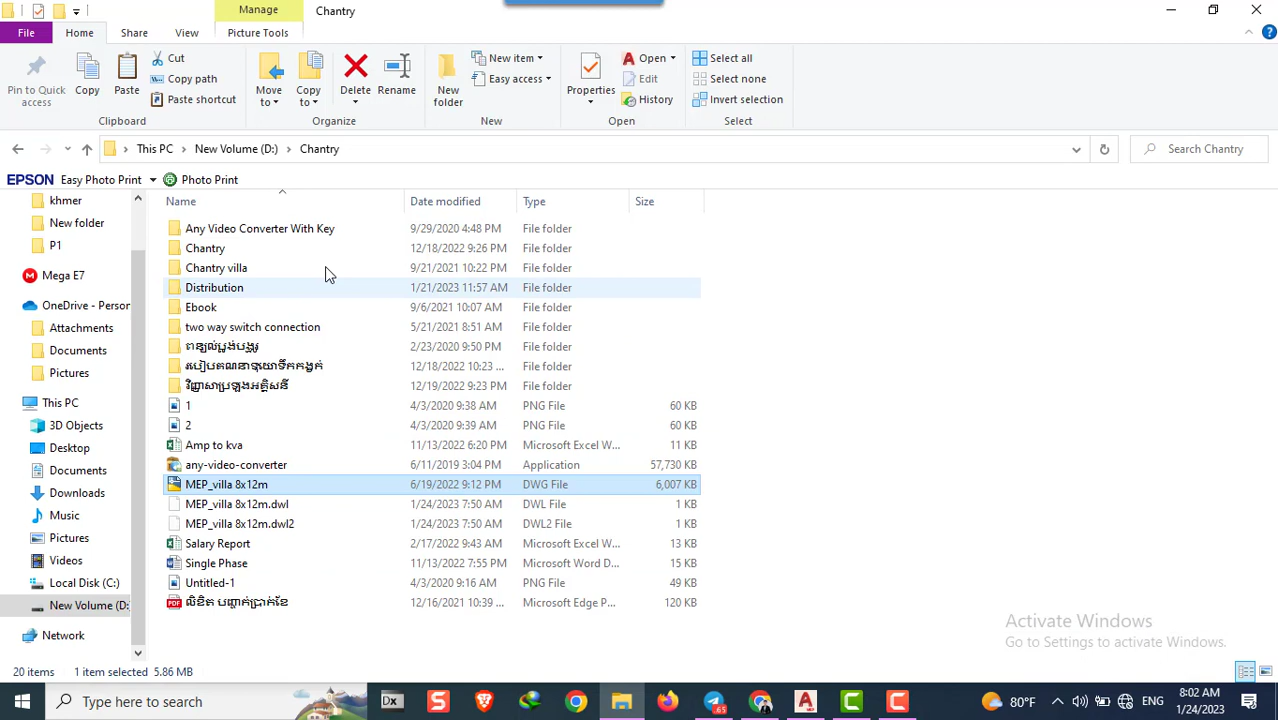 Manage
Chantry
File
Home
Share
View
Picture Tools
Pin to Quick access
Copy
Paste
Cut
Copy path
Paste shortcut
Move to
Copy to
Delete
Rename
New folder
New item
Easy access
Properties
Open
Edit
History
Select all
Select none
Invert selection
Clipboard
Organize
New
Open
Select
This PC
New Volume (D:)
Chantry
Search Chantry
EPSON Easy Photo Print
Photo Print
Name Date modified Type Size
khmer
New folder
P1
Mega E7
OneDrive - Person
Attachments
Documents
Pictures
This PC
3D Objects
Desktop
Documents
Downloads
Music
Pictures
Videos
Local Disk (C:)
New Volume (D:
Network
Any Video Converter With Key 9/29/2020 4:48 PM File folder
Chantry 12/18/2022 9:26 PM File folder
Chantry villa 9/21/2021 10:22 PM File folder
Distribution 1/21/2023 11:57 AM File folder
Ebook 9/6/2021 10:07 AM File folder
two way switch connection 5/21/2021 8:51 AM File folder
2/23/2020 9:50 PM File folder
12/18/2022 10:23 ... File folder
12/19/2022 9:23 PM File folder
1 4/3/2020 9:38 AM PNG File 60 KB
2 4/3/2020 9:39 AM PNG File 60 KB
Amp to kva 11/13/2022 6:20 PM Microsoft Excel W... 11 KB
any-video-converter 6/11/2019 3:04 PM Application 57,730 KB
MEP_villa 8x12m 6/19/2022 9:12 PM DWG File 6,007 KB
MEP_villa 8x12m.dwl 1/24/2023 7:50 AM DWL File 1 KB
MEP_villa 8x12m.dwl2 1/24/2023 7:50 AM DWL2 File 1 KB
Salary Report 2/17/2022 9:43 AM Microsoft Excel W... 13 KB
Single Phase 11/13/2022 7:55 PM Microsoft Word D... 15 KB
Untitled-1 4/3/2020 9:16 AM PNG File 49 KB
លិខិត បញ្ជាក់ប្រាក់ខែ 12/16/2021 10:39 ... Microsoft Edge P... 120 KB
Activate Windows
Go to Settings to activate Windows.
20 items 1 item selected 5.86 MB
Type here to search
Dx
65
80°F
ENG
8:02 AM
1/24/2023